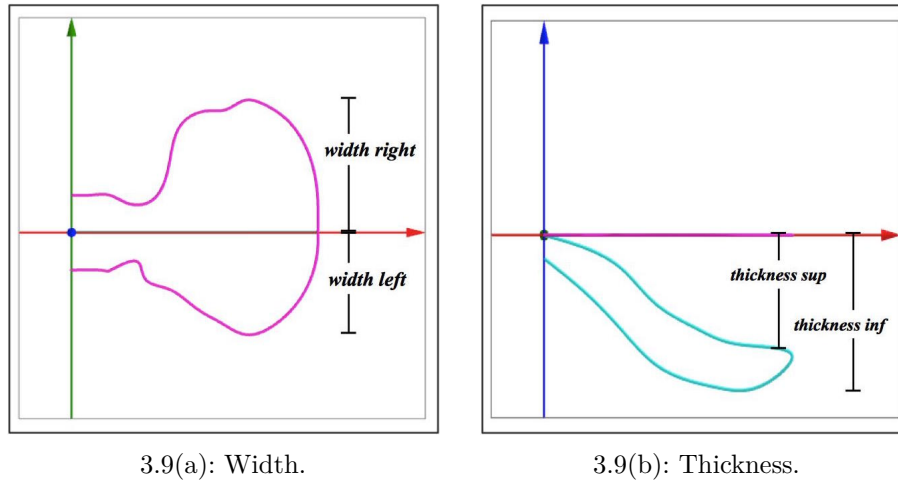 width right
width left
thickness sup
thickness inf
3.9(a): Width.
3.9(b): Thickness.